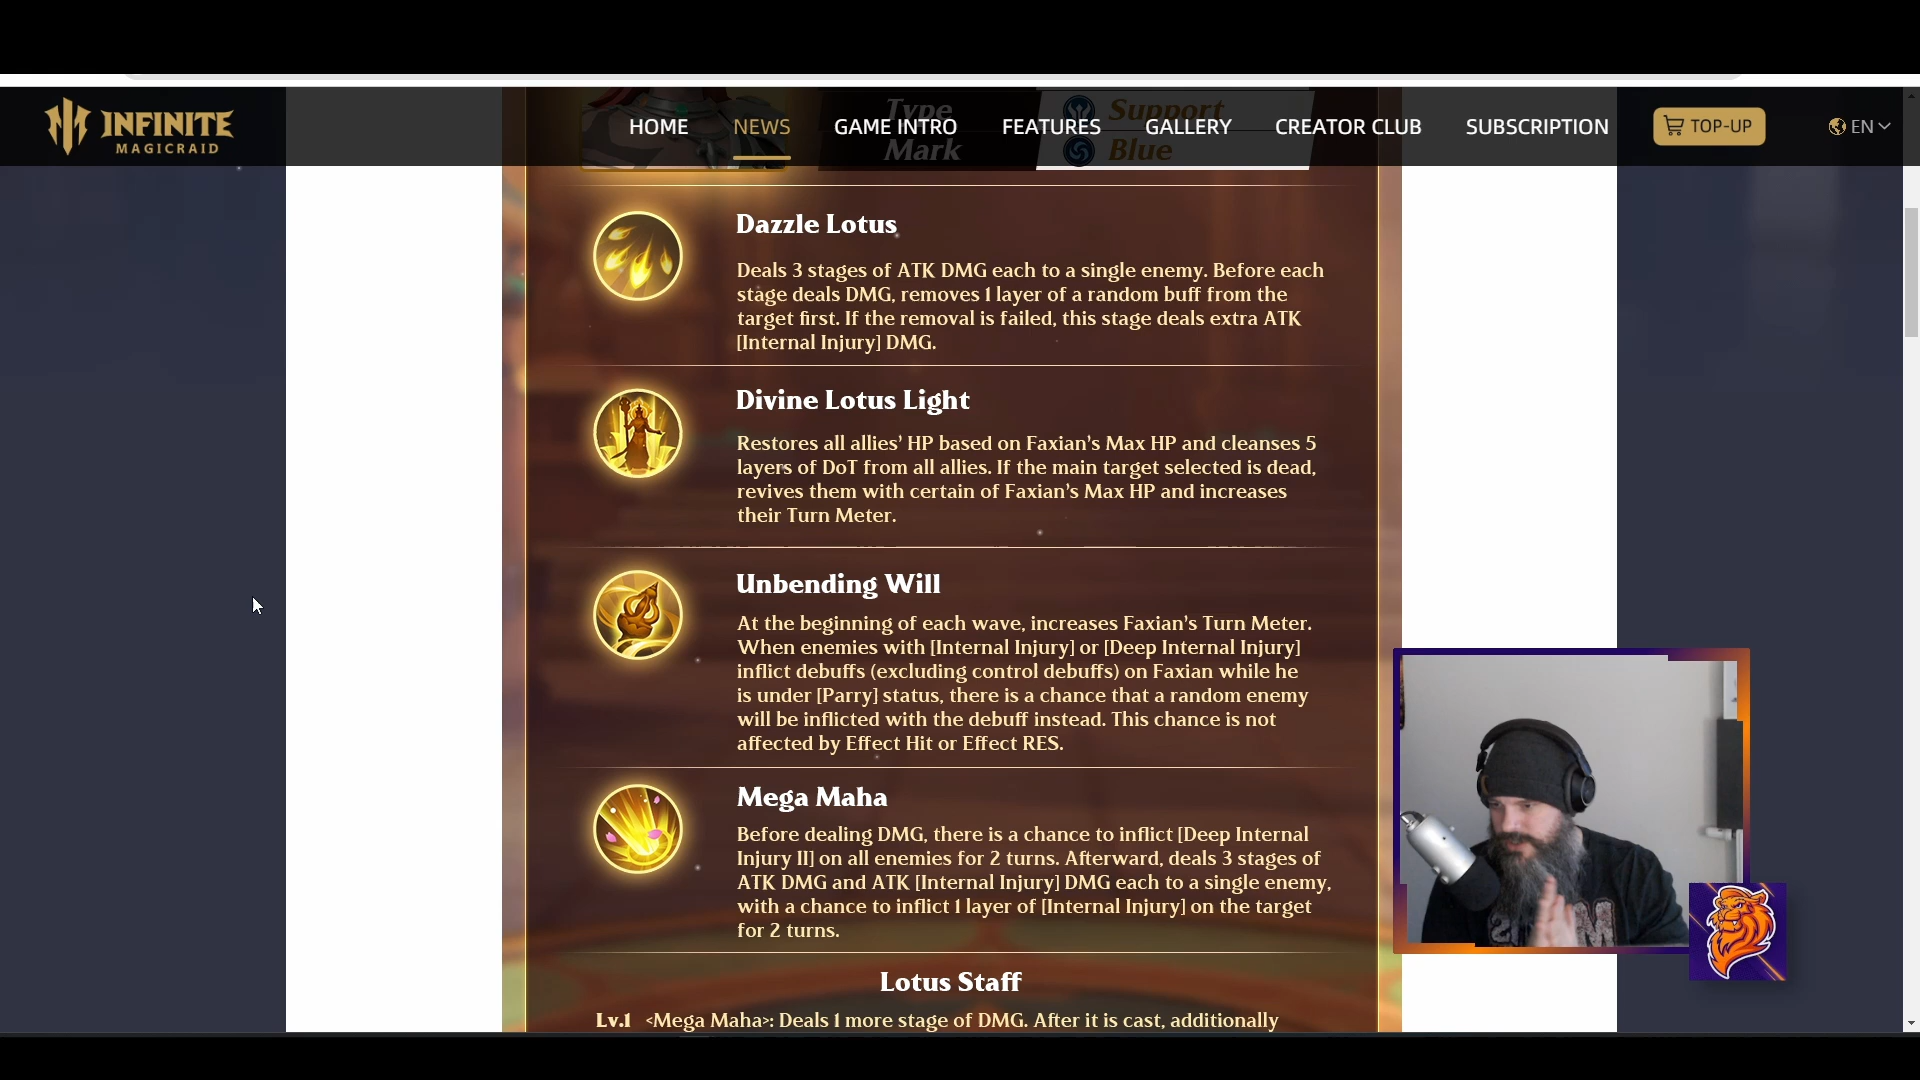 INFINITE
MAGICRAID
HOME
NEWS
GAME INTRO
FEATURES
GALLERY
CREATOR CLUB
SUBSCRIPTION
TOP-UP
EN
Type
Support
Mark
Blue
Dazzle Lotus
Deals 3 stages of ATK DMG each to a single enemy. Before each
stage deals DMG, removes 1 layer of a random buff from the
target first. If the removal is failed, this stage deals extra ATK
[Internal Injury] DMG.
Divine Lotus Light
Restores all allies’ HP based on Faxian’s Max HP and cleanses 5
layers of DoT from all allies. If the main target selected is dead,
revives them with certain of Faxian’s Max HP and increases
their Turn Meter.
Unbending Will
At the beginning of each wave, increases Faxian’s Turn Meter.
When enemies with [Internal Injury] or [Deep Internal Injury]
inflict debuffs (excluding control debuffs) on Faxian while he
is under [Parry] status, there is a chance that a random enemy
will be inflicted with the debuff instead. This chance is not
affected by Effect Hit or Effect RES.
Mega Maha
Before dealing DMG, there is a chance to inflict [Deep Internal
Injury II] on all enemies for 2 turns. Afterward, deals 3 stages of
ATK DMG and ATK [Internal Injury] DMG each to a single enemy,
with a chance to inflict 1 layer of [Internal Injury] on the target
for 2 turns.
Lotus Staff
Lv.1 <Mega Maha>: Deals 1 more stage of DMG. After it is cast, additionally